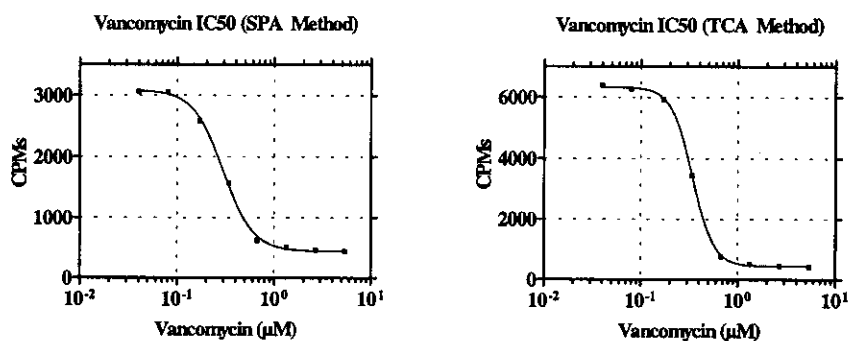 Vancomycin IC50 (SPA Method)
3000
2000
1000
0
CPMs
10-2
10-1
100
101
Vancomycin (µM)
Vancomycin IC50 (TCA Method)
6000
4000
2000
0
CPMs
10-2
10-1
100
101
Vancomycin (µM)